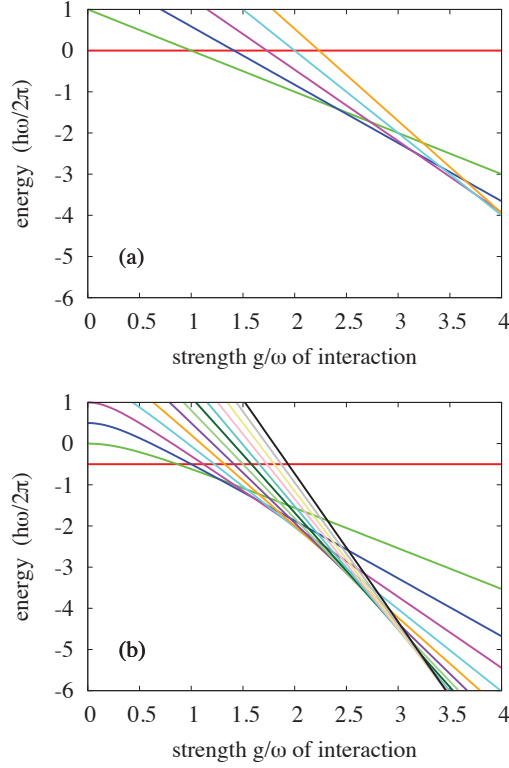 1
0
-1
-2
-3
-4
-5
-6
energy (hω/2π)
(a)
0 0.5 1 1.5 2 2.5 3 3.5 4
strength g/ω of interaction
1
0
-1
-2
-3
-4
-5
-6
energy (hω/2π)
(b)
0 0.5 1 1.5 2 2.5 3 3.5 4
strength g/ω of interaction